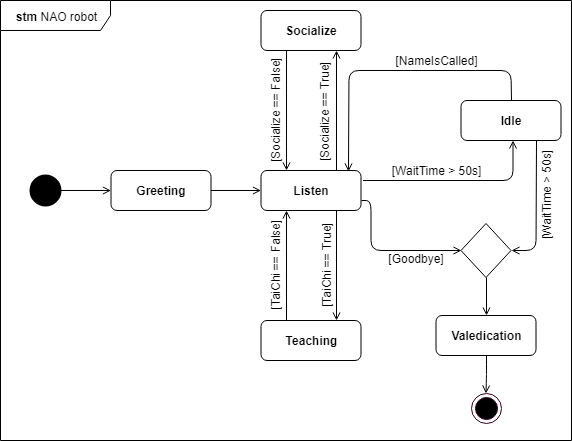 stm NAO robot
Socialize
[NameIsCalled]
[Socialize == False]
[Socialize == True]
Idle
[WaitTime > 50s]
Greeting
Listen
[WaitTime > 50s]
[Goodbye]
[TaiChi == False]
[TaiChi == True]
Teaching
Valedication